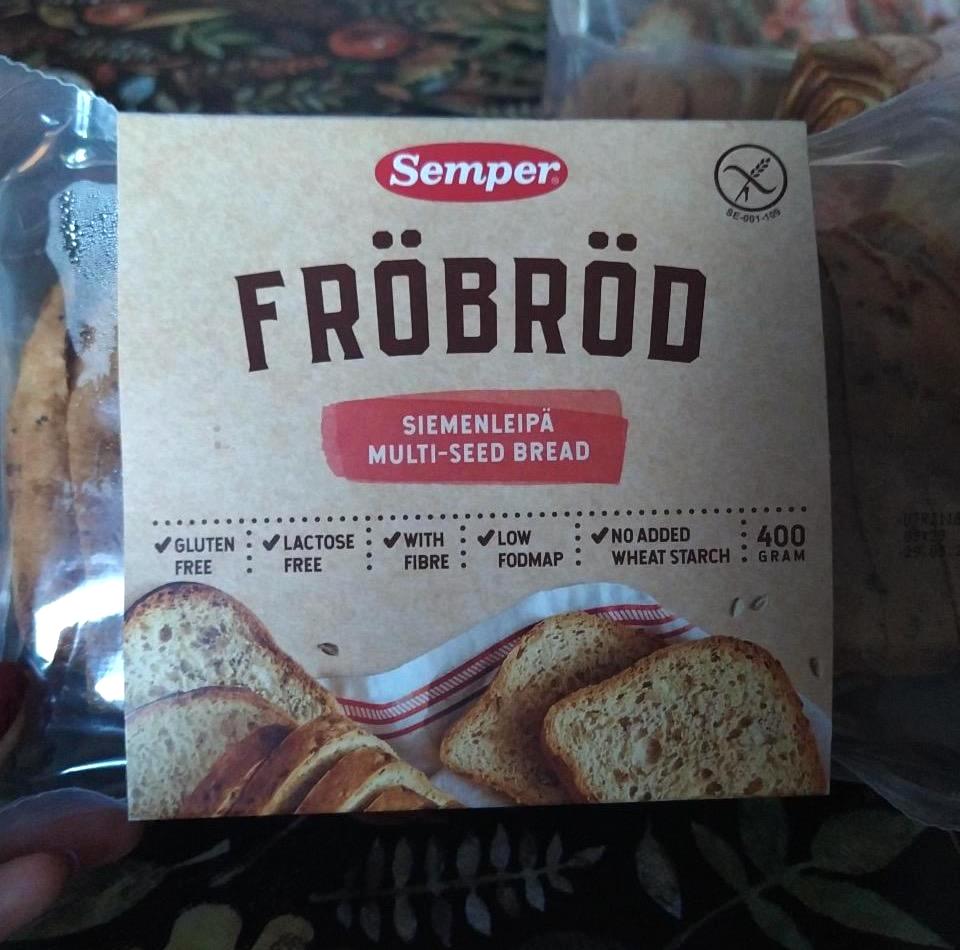 Semper
SE-001-109
FRÖBRÖD
SIEMENLEIPÄ
MULTI-SEED BREAD
✓GLUTEN FREE
✓LACTOSE FREE
✓WITH FIBRE
✓LOW FODMAP
✓NO ADDED WHEAT STARCH
400 GRAM